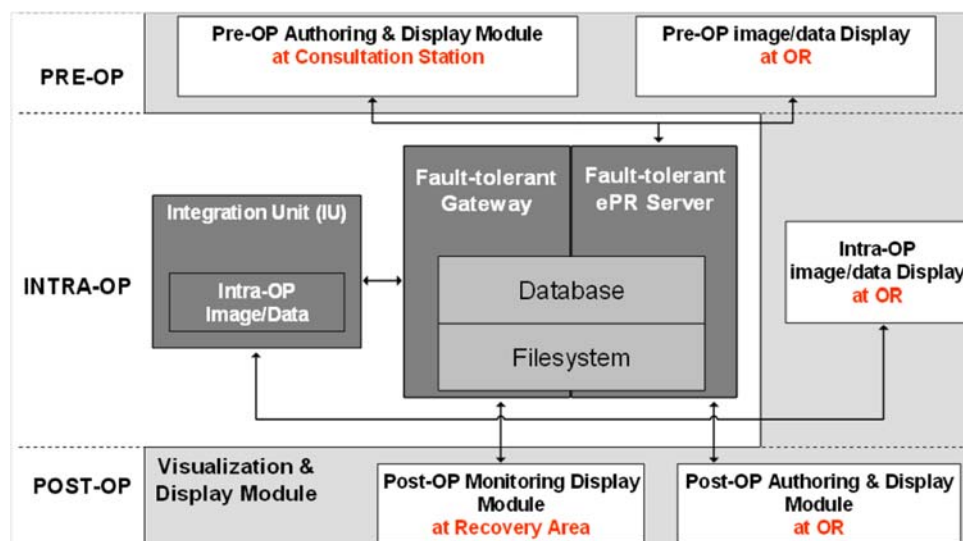 Pre-OP Authoring & Display Module
at Consultation Station
Pre-OP image/data Display
at OR
PRE-OP
Fault-tolerant
Gateway
Fault-tolerant
ePR Server
Integration Unit (IU)
Intra-OP
Image/Data
INTRA-OP
Database
Filesystem
Intra-OP
image/data Display
at OR
Visualization &
Display Module
POST-OP
Post-OP Monitoring Display
Module
at Recovery Area
Post-OP Authoring & Display
Module
at OR